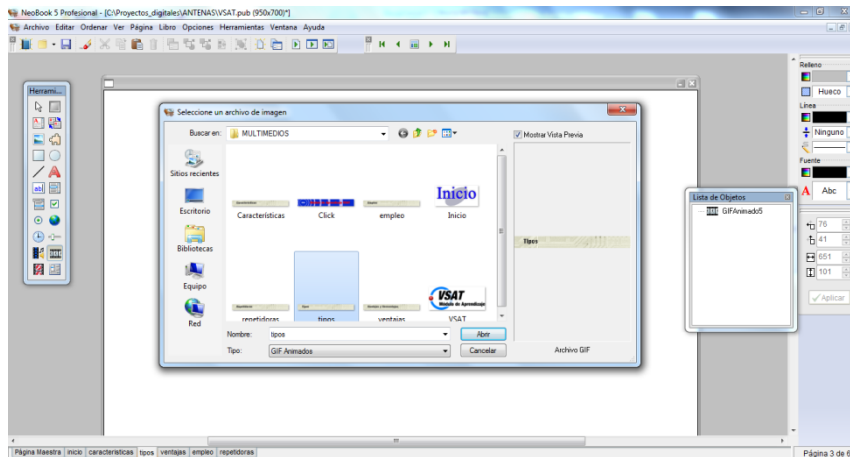 NeoBook 5 Profesional - [C:\Proyectos_digitales\ANTENAS\VSAT.pub (950x700)*]
Archivo Editar Ordenar Ver Página Libro Opciones Herramientas Ventana Ayuda
Herrami...
Seleccione un archivo de imagen
Buscar en: MULTIMEDIOS
Mostrar Vista Previa
Sitios recientes
Escritorio
Bibliotecas
Equipo
Red
Inicio
Características Click empleo Inicio
VSAT
Módulo de Aprendizaje
repetidoras tipos ventajas VSAT
Tipos
Nombre: tipos Abrir
Tipo: GIF Animados Cancelar
Archivo GIF
Lista de Objetos
GIFAnimado5
Relleno
Hueco
Línea
Ninguno
Fuente
A Abc
76
41
651
101
Aplicar
Página Maestra inicio características tipos ventajas empleo repetidoras
Página 3 de 6